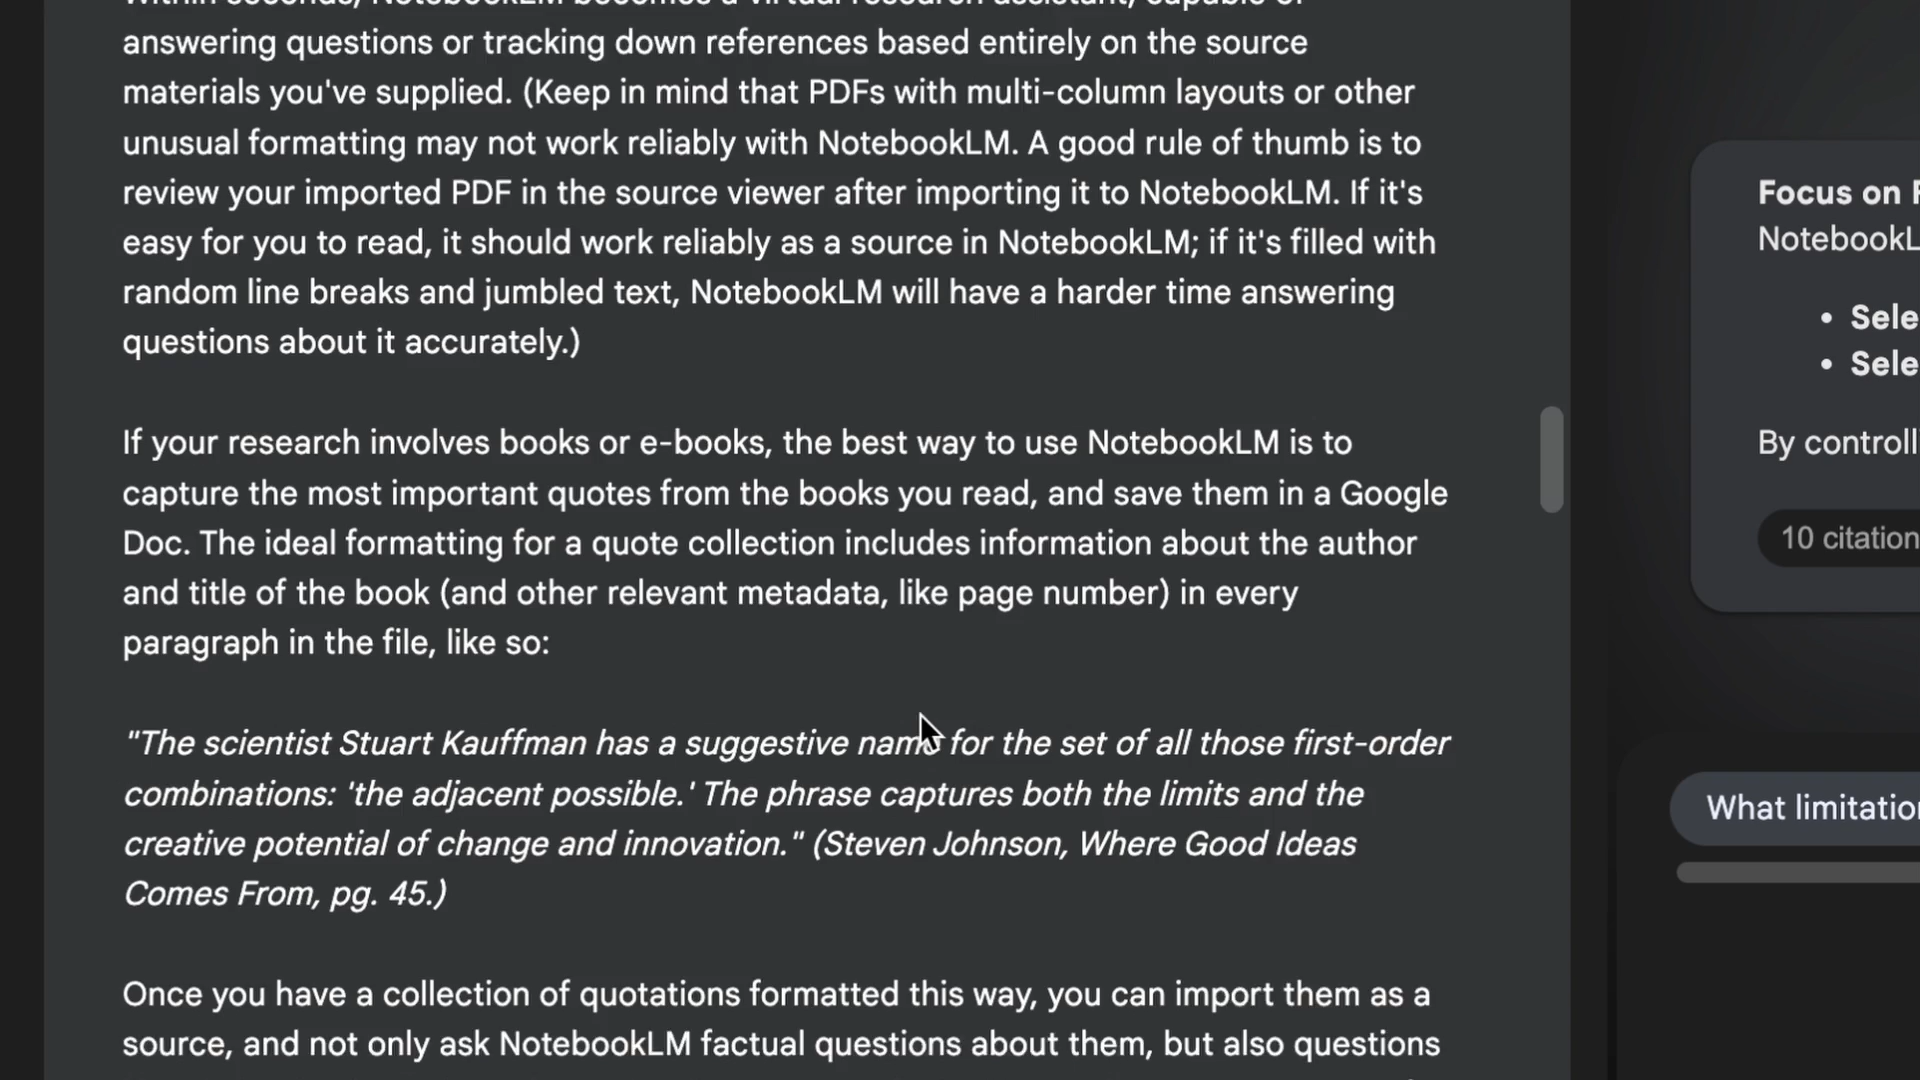 Within seconds, NotebookLM becomes a virtual research assistant, capable of
answering questions or tracking down references based entirely on the source
materials you've supplied. (Keep in mind that PDFs with multi-column layouts or other
unusual formatting may not work reliably with NotebookLM. A good rule of thumb is to
review your imported PDF in the source viewer after importing it to NotebookLM. If it's
easy for you to read, it should work reliably as a source in NotebookLM; if it's filled with
random line breaks and jumbled text, NotebookLM will have a harder time answering
questions about it accurately.)
If your research involves books or e-books, the best way to use NotebookLM is to
capture the most important quotes from the books you read, and save them in a Google
Doc. The ideal formatting for a quote collection includes information about the author
and title of the book (and other relevant metadata, like page number) in every
paragraph in the file, like so:
"The scientist Stuart Kauffman has a suggestive name for the set of all those first-order
combinations: 'the adjacent possible.' The phrase captures both the limits and the
creative potential of change and innovation." (Steven Johnson, Where Good Ideas
Comes From, pg. 45.)
Once you have a collection of quotations formatted this way, you can import them as a
source, and not only ask NotebookLM factual questions about them, but also questions
Focus on
NotebookL
• Sele
• Sele
By controlli
10 citation
What limitation